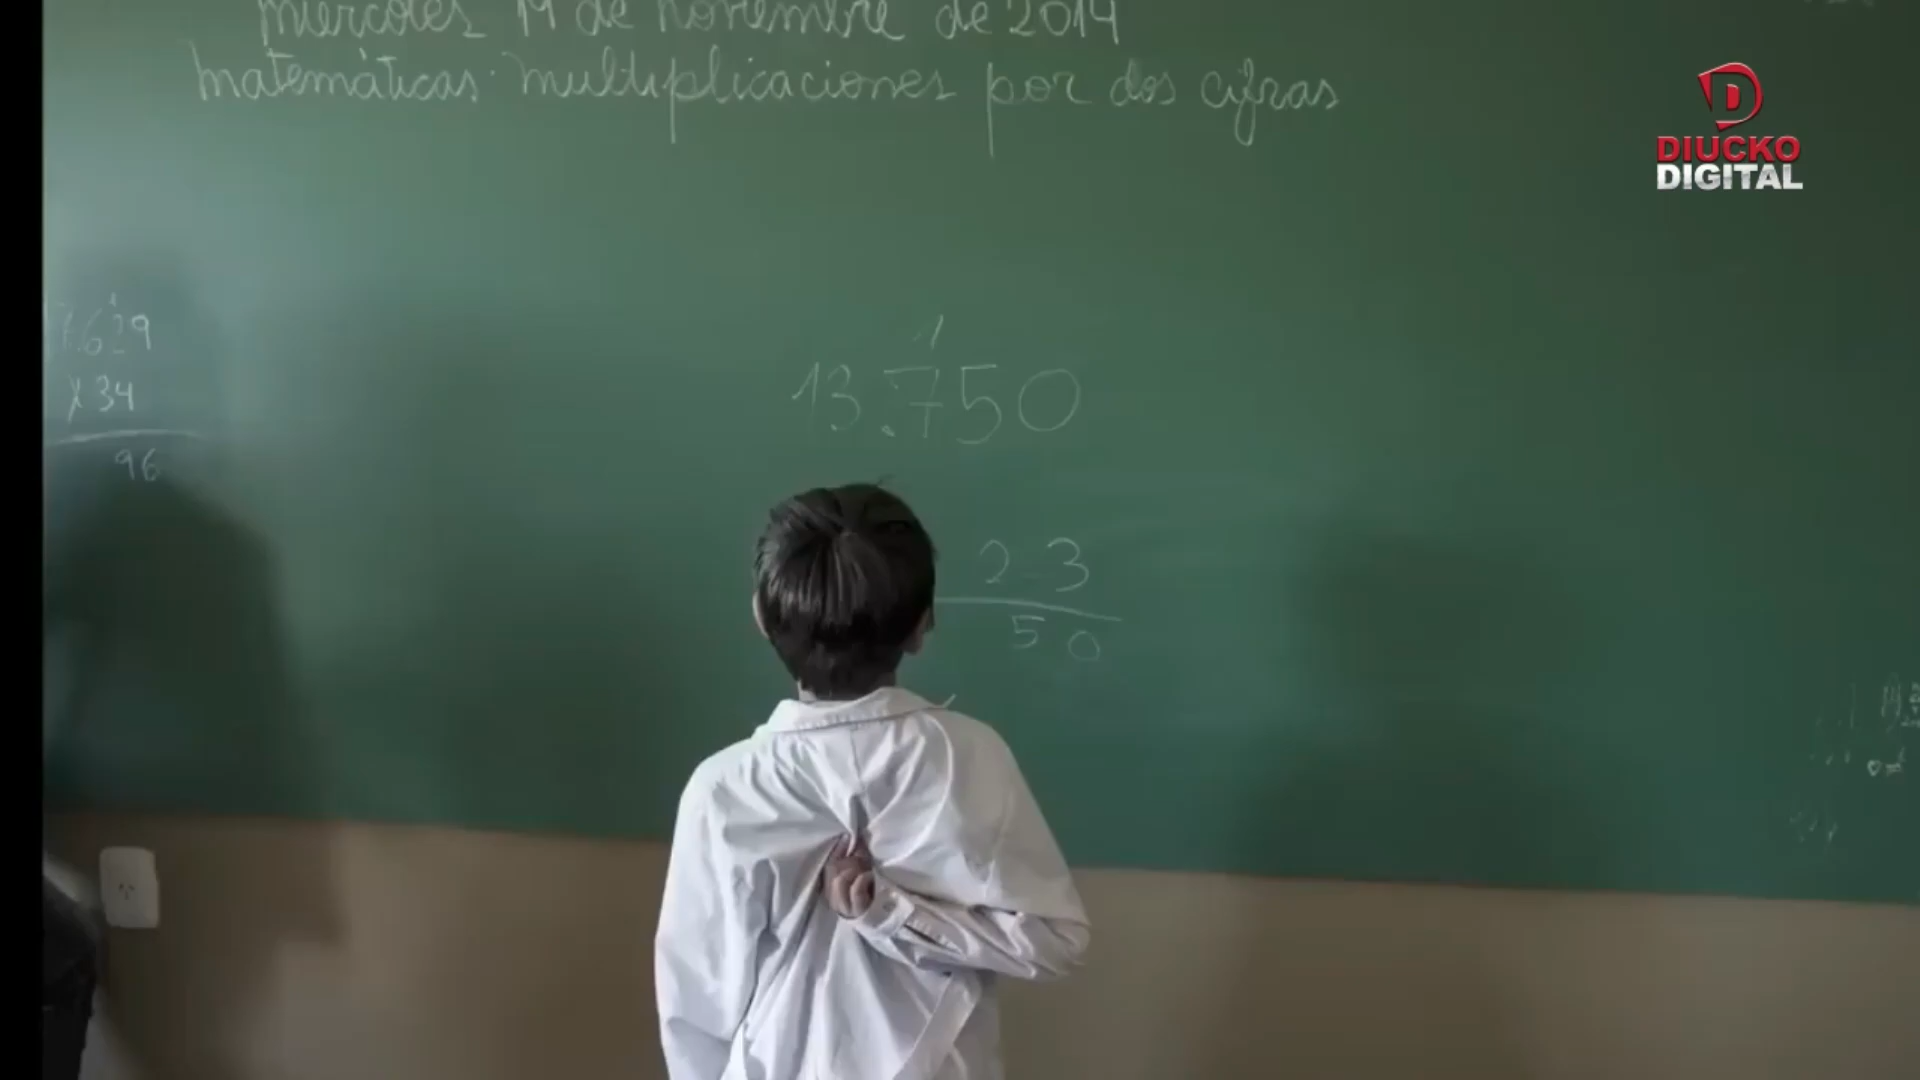 miércoles 19 de noviembre de 2014
matemáticas: multiplicaciones por dos cifras
DIUCKO
DIGITAL
7.629
x 34
96
1
13.750
23
50